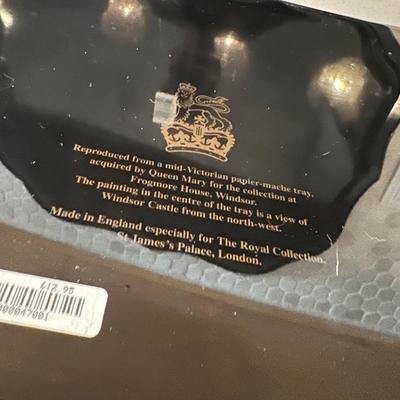 Reproduced from a mid-Victorian papier-mache tray,
acquired by Queen Mary for the collection at
Frogmore House, Windsor.
The painting in the centre of the tray is a view of
Windsor Castle from the north-west.
Made in England especially for The Royal Collection,
St James's Palace, London.
£12.95
000047001